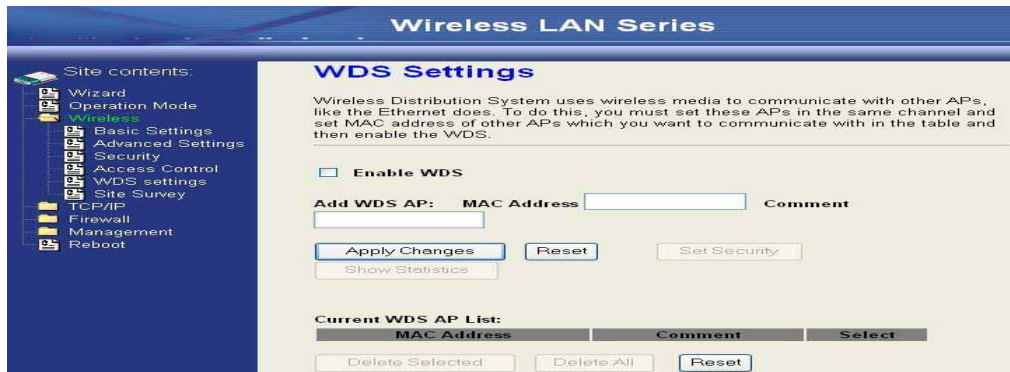 Wireless LAN Series
Site contents:
Wizard
Operation Mode
Wireless
Basic Settings
Advanced Settings
Security
Access Control
WDS settings
Site Survey
TCP/IP
Firewall
Management
Reboot
WDS Settings
Wireless Distribution System uses wireless media to communicate with other APs,
like the Ethernet does. To do this, you must set these APs in the same channel and
set MAC address of other APs which you want to communicate with in the table and
then enable the WDS.
Enable WDS
Add WDS AP: MAC Address Comment
Apply Changes Reset Set Security
Show Statistics
Current WDS AP List:
MAC Address Comment Select
Delete Selected Delete All Reset